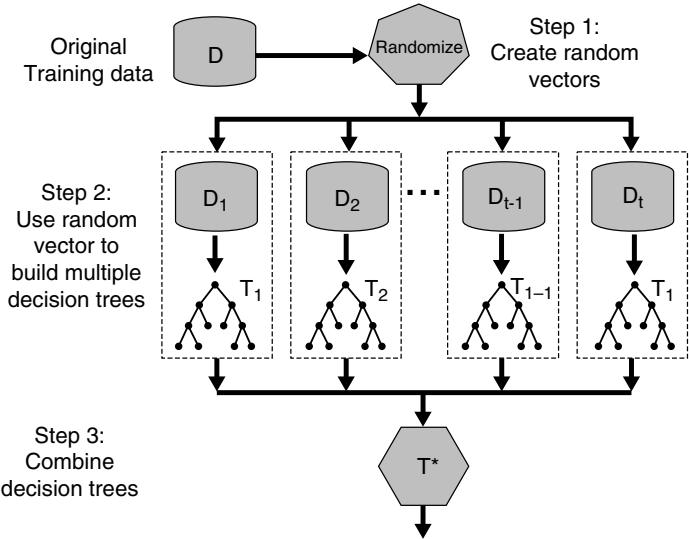 Original
Training data
D
Randomize
Step 1:
Create random
vectors
Step 2:
Use random
vector to
build multiple
decision trees
D1
D2
...
Dt-1
Dt
T1
T2
T1–1
T1
Step 3:
Combine
decision trees
T*